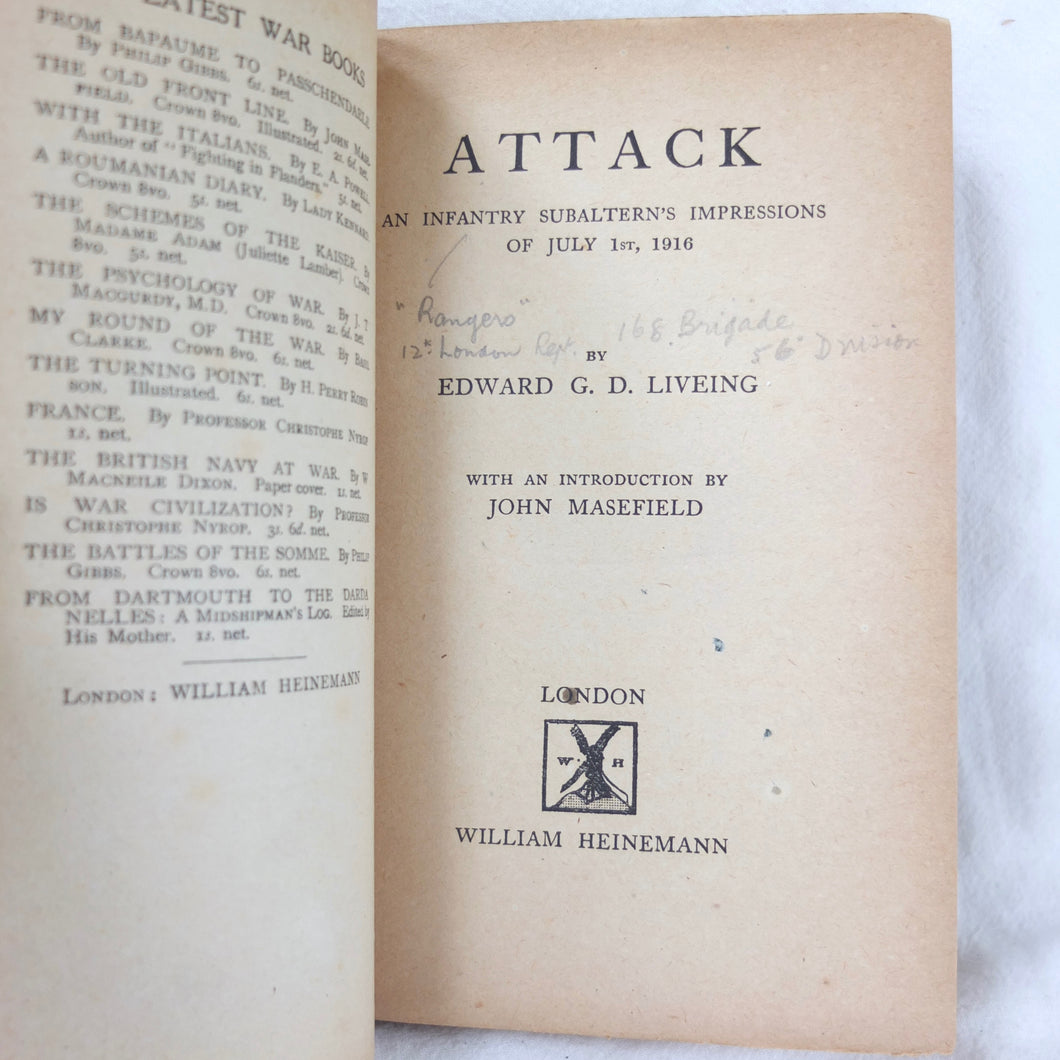 LATEST WAR BOOKS
FROM BAPAUME TO PASSCHENDAELE.
By Philip Gibbs. 6s. net.
THE OLD FRONT LINE. By John Mase-
field. Crown 8vo. Illustrated. 2s. 6d. net.
WITH THE ITALIANS. By E. A. Powell
Author of "Fighting in Flanders." 5s. net.
A ROUMANIAN DIARY. By Lady Kennard.
Crown 8vo. 5s. net.
THE SCHEMES OF THE KAISER. By
Madame Adam (Juliette Lamber). Crown
8vo. 5s. net.
THE PSYCHOLOGY OF WAR. By J. T.
Macgurdy, M.D. Crown 8vo. 2s. 6d. net.
MY ROUND OF THE WAR. By Basil
Clarke. Crown 8vo. 6s. net.
THE TURNING POINT. By H. Perry Robin
son. Illustrated. 6s. net.
FRANCE. By Professor Christophe Nyrop
1s. net.
THE BRITISH NAVY AT WAR. By W.
Macneile Dixon. Paper cover. 1s. net.
IS WAR CIVILIZATION? By Professor
Christophe Nyrop. 3s. 6d. net.
THE BATTLES OF THE SOMME. By Philip
Gibbs. Crown 8vo. 6s. net.
FROM DARTMOUTH TO THE DARDA
NELLES: A Midshipman's Log. Edited by
His Mother. 1s. net.
London: WILLIAM HEINEMANN
ATTACK
AN INFANTRY SUBALTERN'S IMPRESSIONS
OF JULY 1st, 1916
"Rangers"
12th London Regt. 168 Brigade
56th Division
BY
EDWARD G. D. LIVEING
WITH AN INTRODUCTION BY
JOHN MASEFIELD
LONDON
W H
WILLIAM HEINEMANN